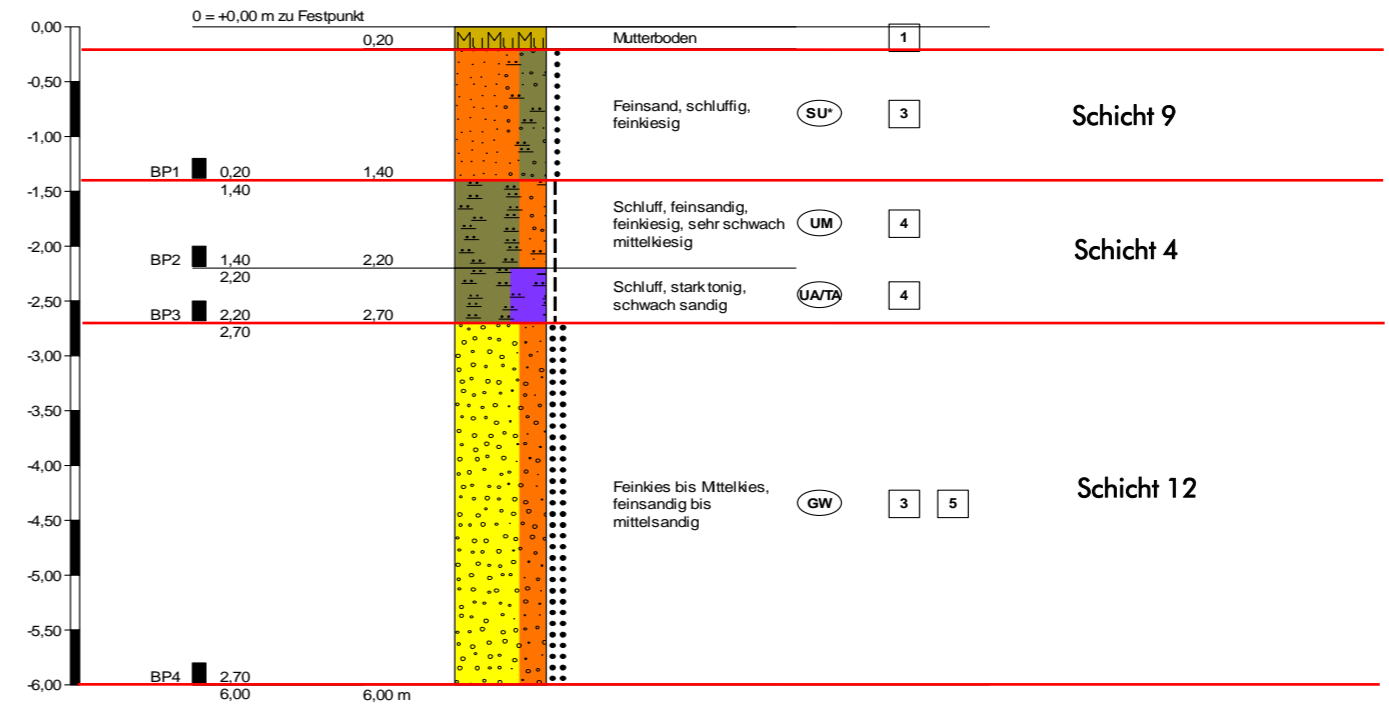 0 = +0,00 m zu Festpunkt
0,00
0,20
Mu Mu Mu
Mutterboden
1
-0,50
Feinsand, schluffig,
feinkiesig
SU*
3
Schicht 9
-1,00
BP1
0,20
1,40
1,40
-1,50
Schluff, feinsandig,
feinkiesig, sehr schwach
mittelkiesig
UM
4
Schicht 4
-2,00
BP2
1,40
2,20
2,20
-2,50
Schluff, stark tonig,
schwach sandig
UA/TA
4
BP3
2,20
2,70
2,70
-3,00
-3,50
-4,00
Feinkies bis Mittelkies,
feinsandig bis
mittelsandig
GW
3
5
Schicht 12
-4,50
-5,00
-5,50
BP4
2,70
-6,00
6,00
6,00 m